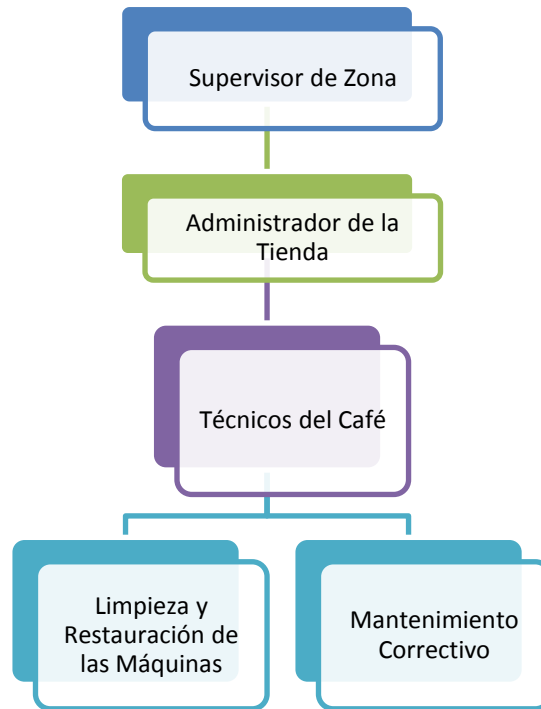 Supervisor de Zona
Administrador de la
Tienda
Técnicos del Café
Limpieza y
Restauración de
las Máquinas
Mantenimiento
Correctivo